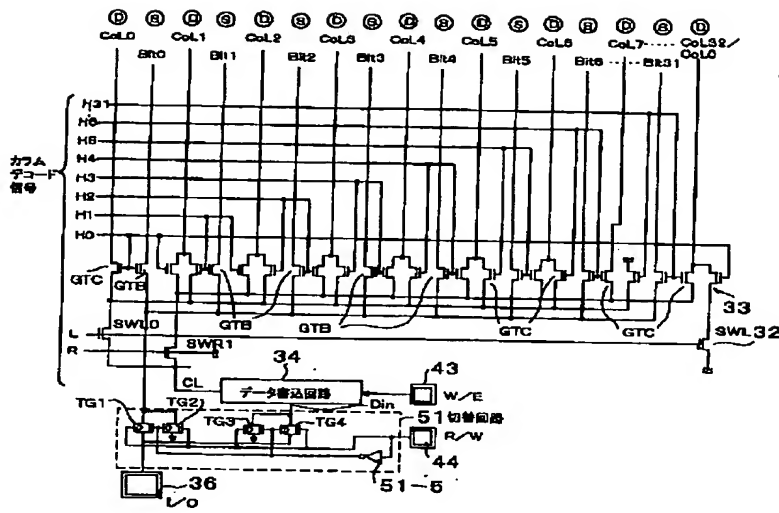 D S D S D S D S D S D S D S D S D S D
CoL0 CoL1 CoL2 CoL3 CoL4 CoL5 CoL6 CoL7 ‥‥‥ CoL32/
CoL0
Bit0 Bit1 Bit2 Bit3 Bit4 Bit5 Bit6 ‥‥‥ Bit31
カラム
デコード
信号
H31
H6
H5
H4
H3
H2
H1
H0
GTC
GTB
GTB
GTB
GTC
GTC
33
L
SWL0
SWL32
R
SWR1
CL
34
データ書込回路
Din
43
W/E
TG1
TG2
TG3
TG4
51 切替回路
R/W
44
51-5
36
I/O